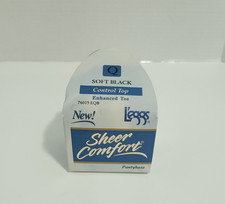 Q
SOFT BLACK
Control Top
Enhanced Toe
New!
L'eggs
Sheer
Comfort
Pantyhose